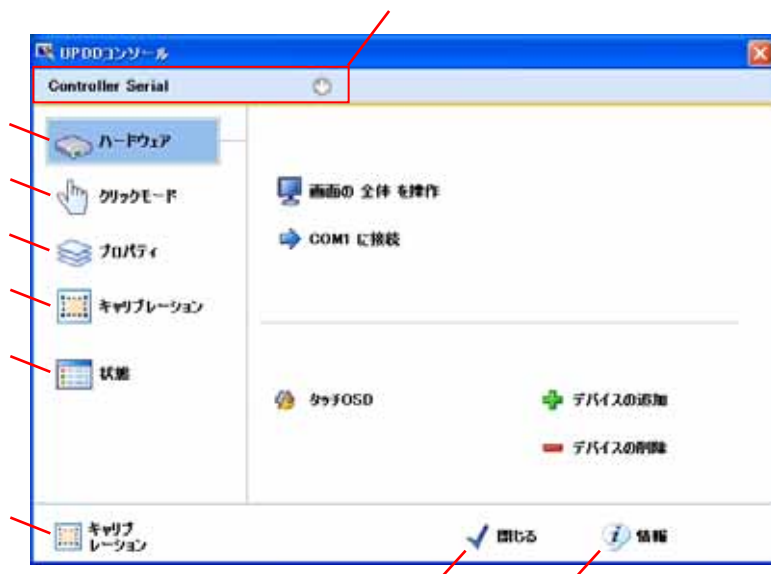 UPDDコンソール
Controller Serial
ハードウェア
クリックモード
画面の 全体 を操作
プロパティ
COM1 に接続
キャリブレーション
状態
タッチOSD
デバイスの追加
デバイスの削除
キャリブ
レーション
閉じる
情報